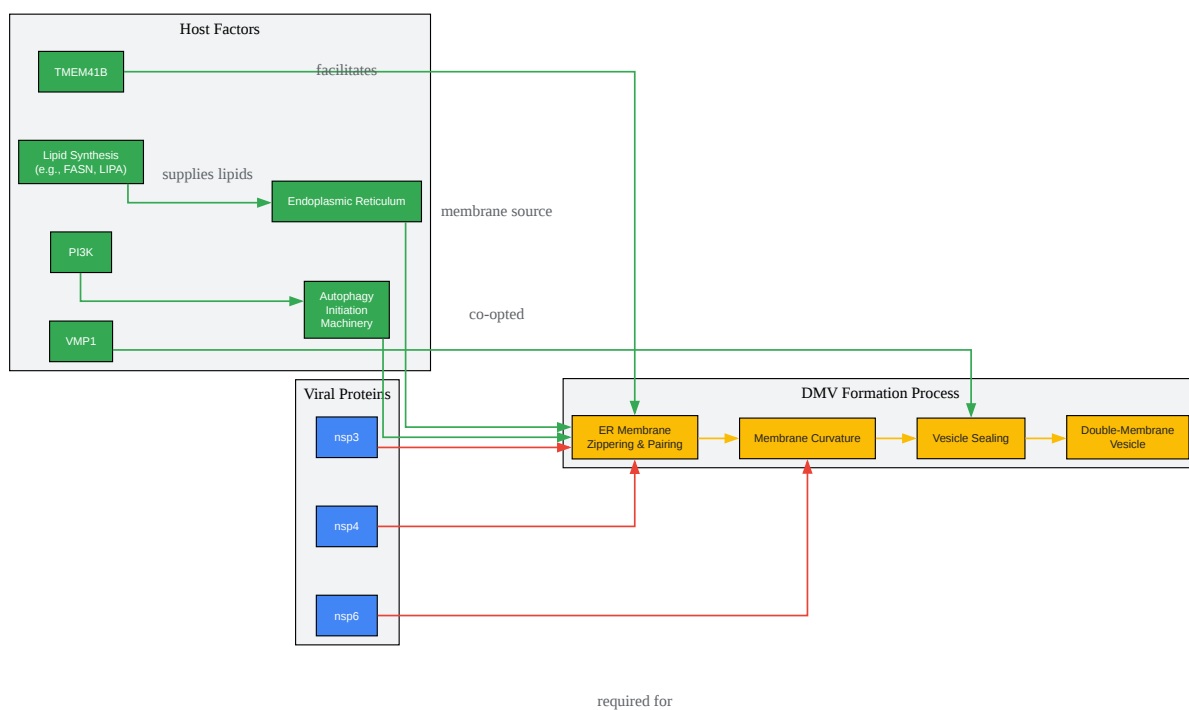 Host Factors
TMEM41B
facilitates
Lipid Synthesis
(e.g., FASN, LIPA)
supplies lipids
Endoplasmic Reticulum
membrane source
PI3K
Autophagy
Initiation
Machinery
co-opted
VMP1
Viral Proteins
nsp3
nsp4
nsp6
DMV Formation Process
ER Membrane
Zippering & Pairing
Membrane Curvature
Vesicle Sealing
Double-Membrane
Vesicle
required for